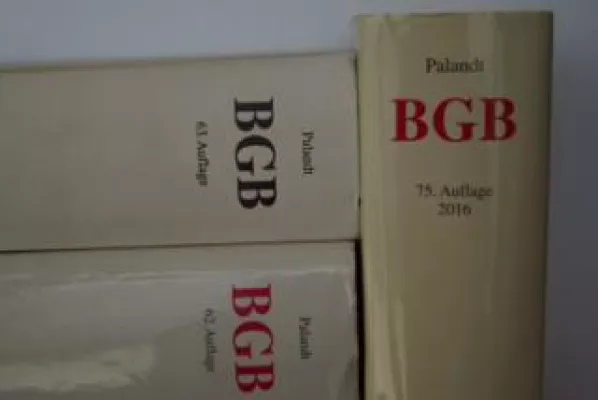 Palandt
BGB
63. Auflage
Palandt
BGB
62. Auflage
Palandt
BGB
75. Auflage
2016